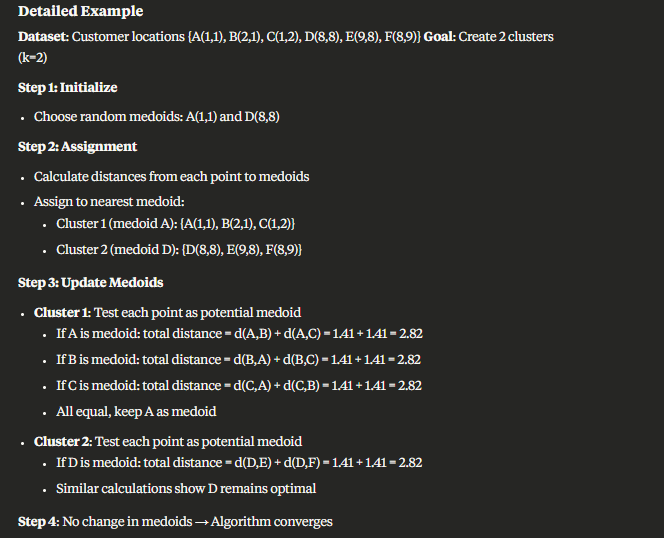 Detailed Example
Dataset: Customer locations {A(1,1), B(2,1), C(1,2), D(8,8), E(9,8), F(8,9)} Goal: Create 2 clusters
(k=2)
Step 1: Initialize
• Choose random medoids: A(1,1) and D(8,8)
Step 2: Assignment
• Calculate distances from each point to medoids
• Assign to nearest medoid:
• Cluster 1 (medoid A): {A(1,1), B(2,1), C(1,2)}
• Cluster 2 (medoid D): {D(8,8), E(9,8), F(8,9)}
Step 3: Update Medoids
• Cluster 1: Test each point as potential medoid
• If A is medoid: total distance = d(A,B) + d(A,C) = 1.41 + 1.41 = 2.82
• If B is medoid: total distance = d(B,A) + d(B,C) = 1.41 + 1.41 = 2.82
• If C is medoid: total distance = d(C,A) + d(C,B) = 1.41 + 1.41 = 2.82
• All equal, keep A as medoid
• Cluster 2: Test each point as potential medoid
• If D is medoid: total distance = d(D,E) + d(D,F) = 1.41 + 1.41 = 2.82
• Similar calculations show D remains optimal
Step 4: No change in medoids → Algorithm converges